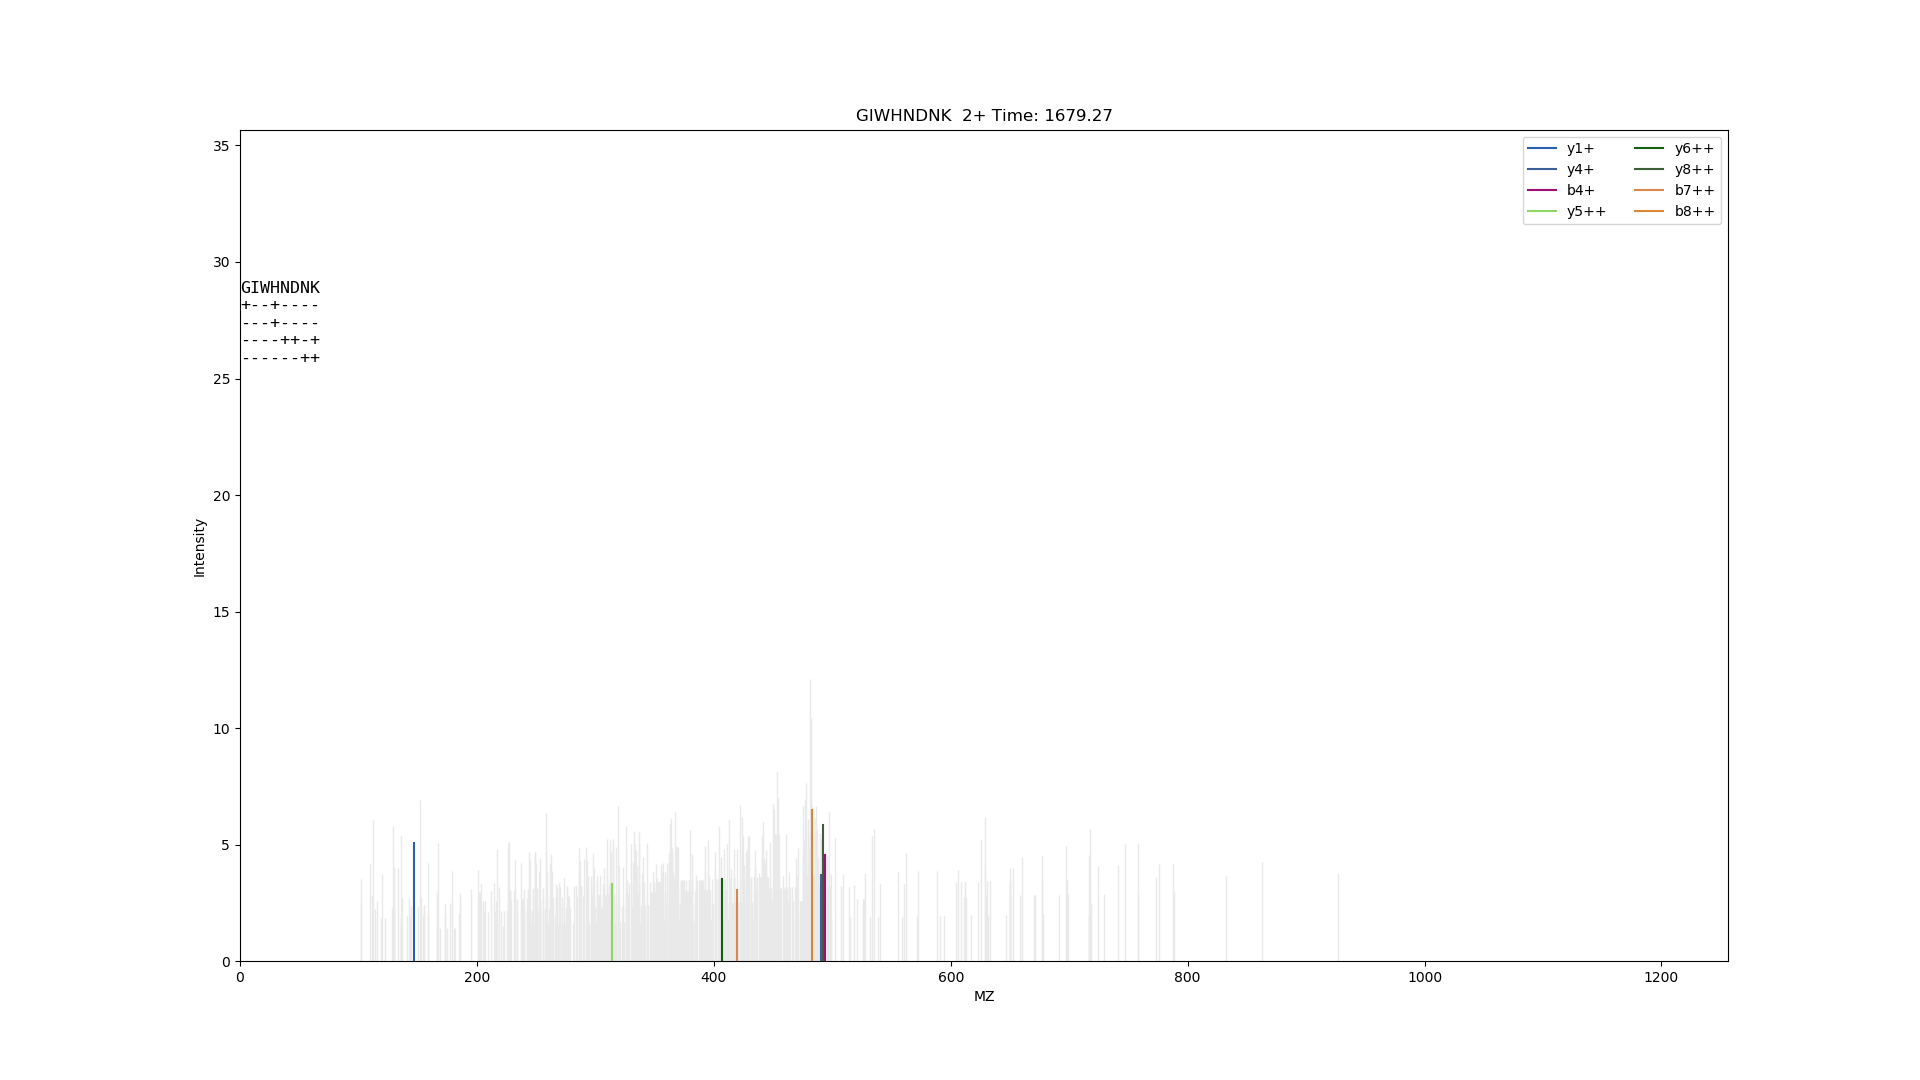 GIWHNDNK  2+ Time: 1679.27
y1+
y4+
b4+
y5++
y6++
y8++
b7++
b8++
35
30
25
20
15
10
5
0
Intensity
GIWHNDNK
+--+----
---+----
----++-+
------++
0 200 400 600 800 1000 1200
MZ